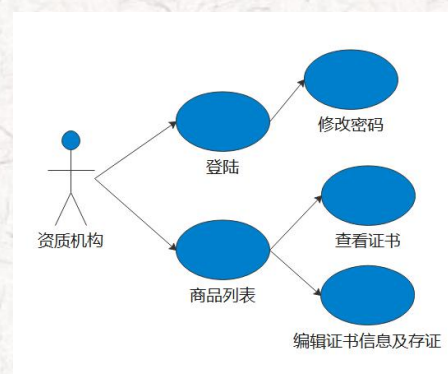 修改密码
登陆
资质机构
查看证书
商品列表
编辑证书信息及存证